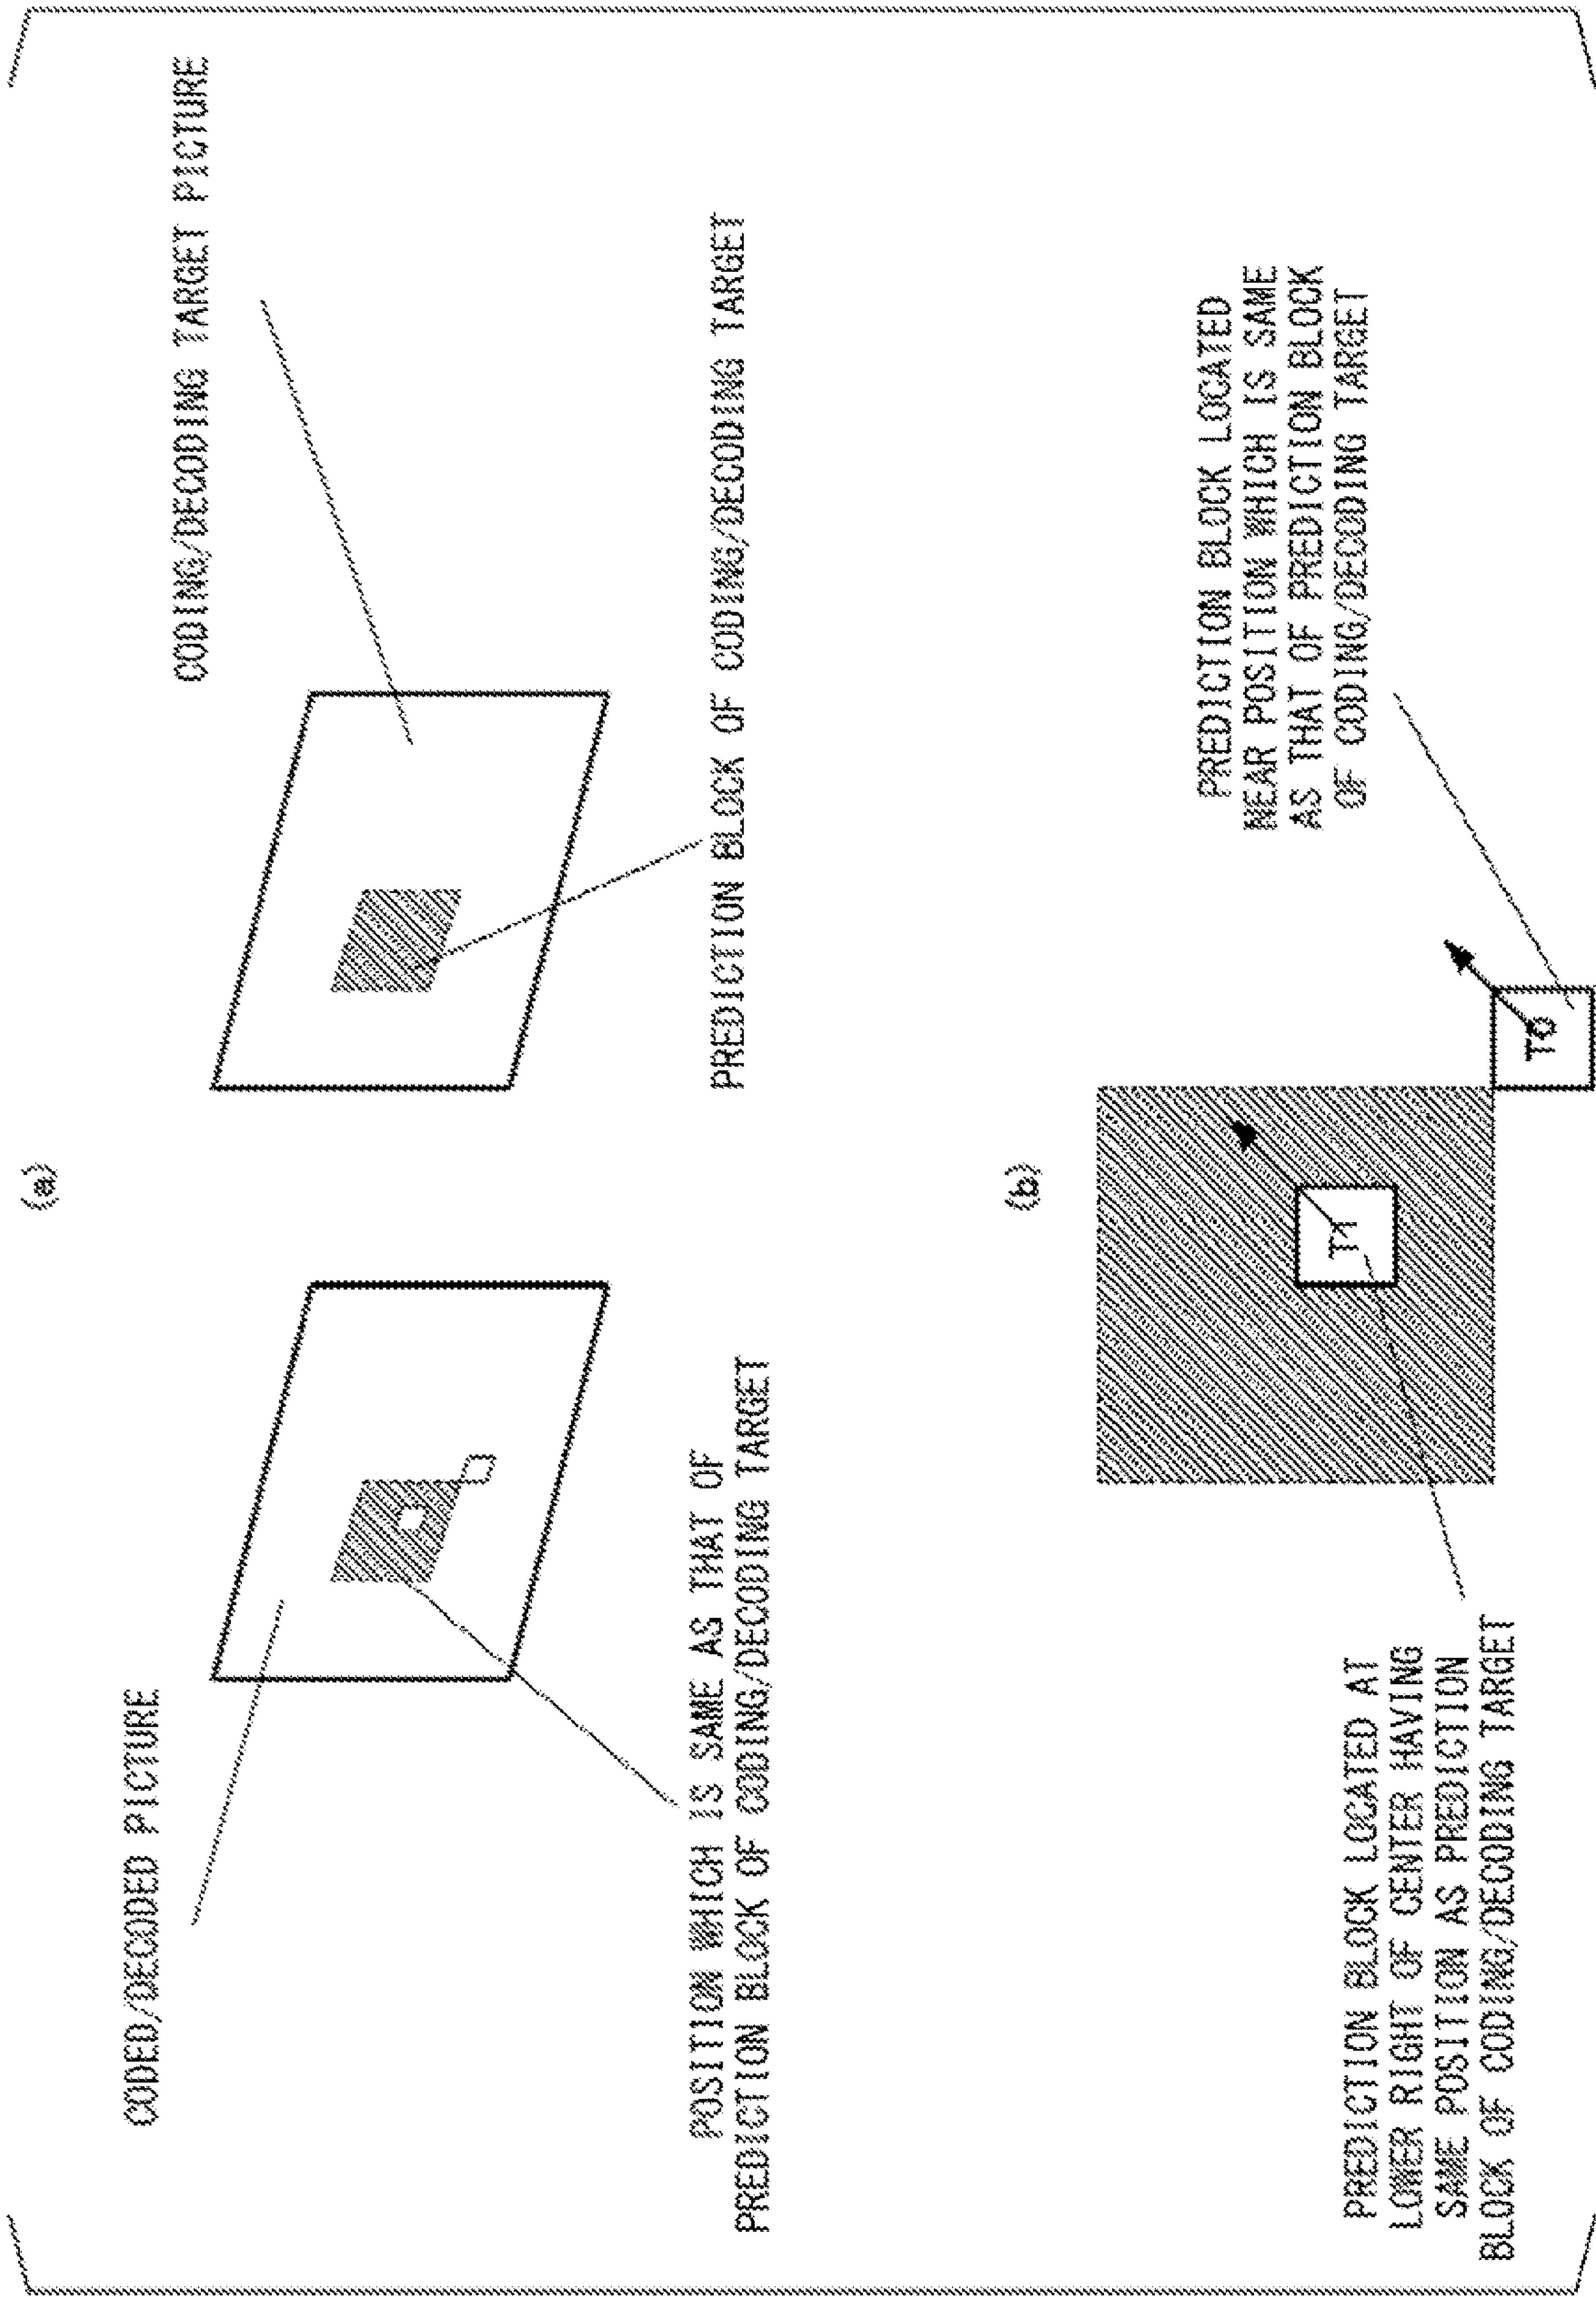 (a)
CODED/DECODED PICTURE
CODING/DECODING TARGET PICTURE
POSITION WHICH IS SAME AS THAT OF
PREDICTION BLOCK OF CODING/DECODING TARGET
PREDICTION BLOCK OF CODING/DECODING TARGET
(b)
T1
T0
PREDICTION BLOCK LOCATED AT
LOWER RIGHT OF CENTER HAVING
SAME POSITION AS PREDICTION
BLOCK OF CODING/DECODING TARGET
PREDICTION BLOCK LOCATED
NEAR POSITION WHICH IS SAME
AS THAT OF PREDICTION BLOCK
OF CODING/DECODING TARGET